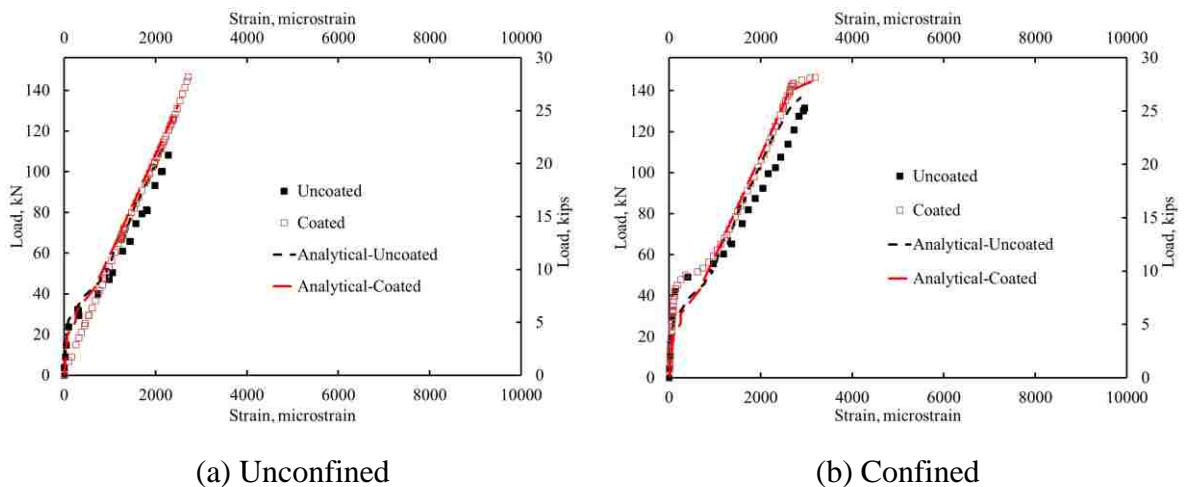 Strain, microstrain
0 2000 4000 6000 8000 10000
Load, kN
140
120
100
80
60
40
20
0
Uncoated
Coated
Analytical-Uncoated
Analytical-Coated
30
25
20
15
10
5
0
Load, kips
0 2000 4000 6000 8000 10000
Strain, microstrain
(a) Unconfined
Strain, microstrain
0 2000 4000 6000 8000 10000
Load, kN
140
120
100
80
60
40
20
0
Uncoated
Coated
Analytical-Uncoated
Analytical-Coated
30
25
20
15
10
5
0
Load, kips
0 2000 4000 6000 8000 10000
Strain, microstrain
(b) Confined